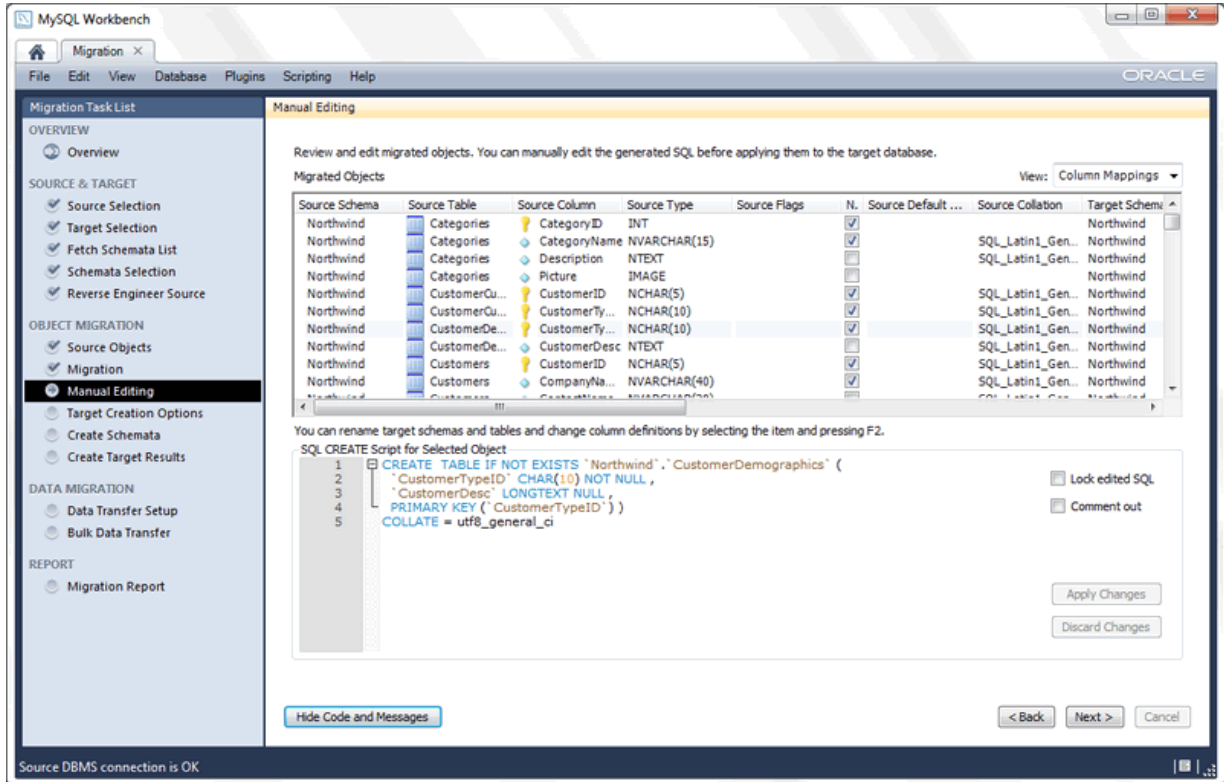 MySQL Workbench
Migration
File Edit View Database Plugins Scripting Help
ORACLE
Migration Task List
OVERVIEW
Overview
SOURCE & TARGET
Source Selection
Target Selection
Fetch Schemata List
Schemata Selection
Reverse Engineer Source
OBJECT MIGRATION
Source Objects
Migration
Manual Editing
Target Creation Options
Create Schemata
Create Target Results
DATA MIGRATION
Data Transfer Setup
Bulk Data Transfer
REPORT
Migration Report
Manual Editing
Review and edit migrated objects. You can manually edit the generated SQL before applying them to the target database.
Migrated Objects
View: Column Mappings
Source Schema Source Table Source Column Source Type Source Flags N. Source Default ... Source Collation Target Schema
Northwind Categories CategoryID INT Northwind
Northwind Categories CategoryName NVARCHAR(15) SQL_Latin1_Gen... Northwind
Northwind Categories Description NTEXT SQL_Latin1_Gen... Northwind
Northwind Categories Picture IMAGE Northwind
Northwind CustomerCu... CustomerID NCHAR(5) SQL_Latin1_Gen... Northwind
Northwind CustomerCu... CustomerTy... NCHAR(10) SQL_Latin1_Gen... Northwind
Northwind CustomerDe... CustomerTy... NCHAR(10) SQL_Latin1_Gen... Northwind
Northwind CustomerDe... CustomerDesc NTEXT SQL_Latin1_Gen... Northwind
Northwind Customers CustomerID NCHAR(5) SQL_Latin1_Gen... Northwind
Northwind Customers CompanyNa... NVARCHAR(40) SQL_Latin1_Gen... Northwind
You can rename target schemas and tables and change column definitions by selecting the item and pressing F2.
SQL CREATE Script for Selected Object
1 CREATE TABLE IF NOT EXISTS `Northwind`.`CustomerDemographics` (
2 `CustomerTypeID` CHAR(10) NOT NULL ,
3 `CustomerDesc` LONGTEXT NULL ,
4 PRIMARY KEY (`CustomerTypeID`) )
5 COLLATE = utf8_general_ci
Lock edited SQL
Comment out
Apply Changes
Discard Changes
Hide Code and Messages
< Back Next > Cancel
Source DBMS connection is OK